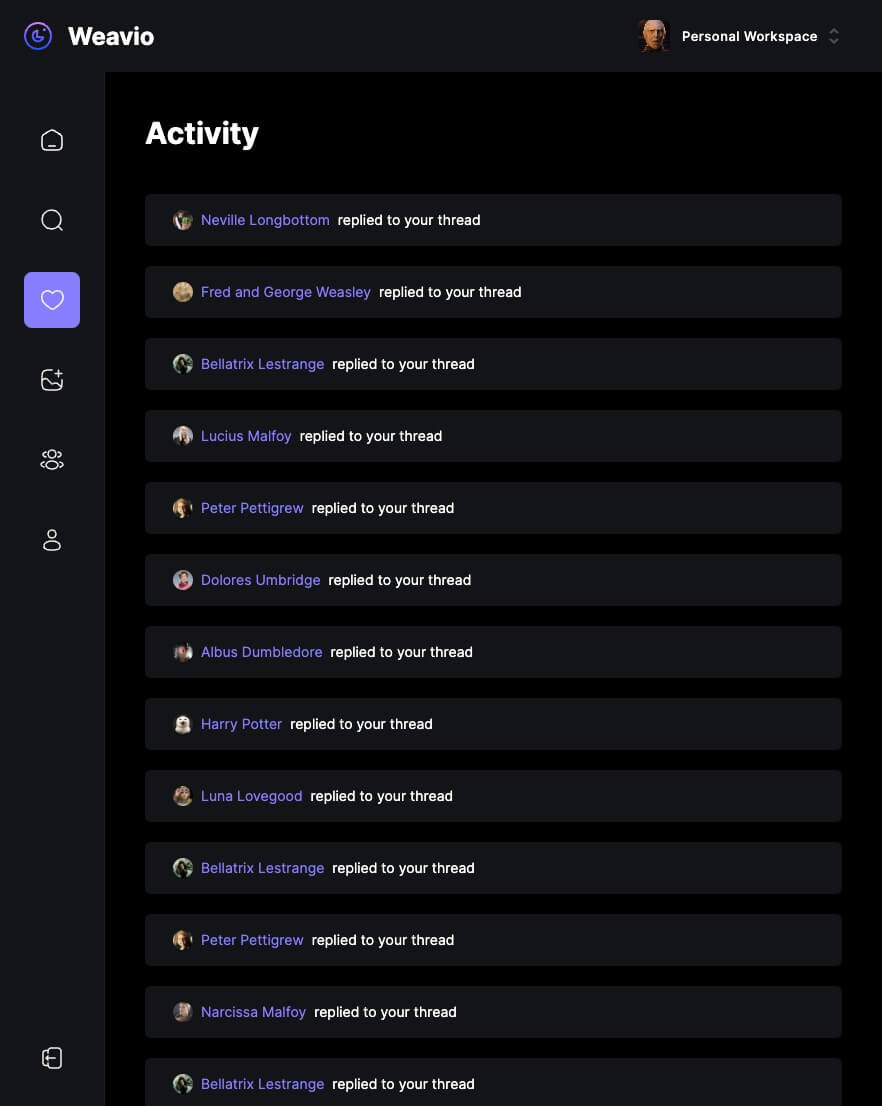 Weavio
Personal Workspace
Activity
Neville Longbottom replied to your thread
Fred and George Weasley replied to your thread
Bellatrix Lestrange replied to your thread
Lucius Malfoy replied to your thread
Peter Pettigrew replied to your thread
Dolores Umbridge replied to your thread
Albus Dumbledore replied to your thread
Harry Potter replied to your thread
Luna Lovegood replied to your thread
Bellatrix Lestrange replied to your thread
Peter Pettigrew replied to your thread
Narcissa Malfoy replied to your thread
Bellatrix Lestrange replied to your thread